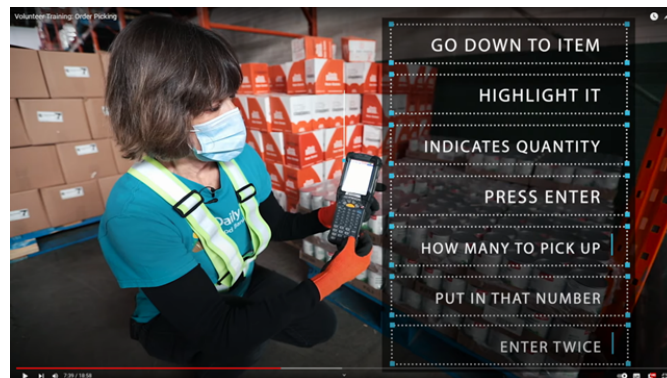 Volunteer Training: Order Picking
GO DOWN TO ITEM
HIGHLIGHT IT
INDICATES QUANTITY
PRESS ENTER
HOW MANY TO PICK UP
PUT IN THAT NUMBER
ENTER TWICE
Daily
7:39 / 18:58